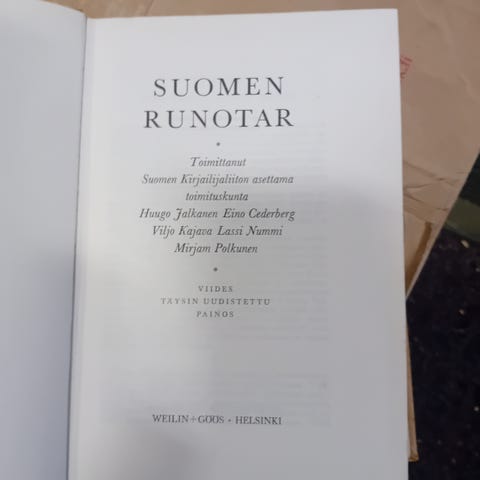 SUOMEN
RUNOTAR
Toimittanut
Suomen Kirjailijaliiton asettama
toimituskunta
Huugo Jalkanen Eino Cederberg
Viljo Kajava Lassi Nummi
Mirjam Polkunen
VIIDES
TÄYSIN UUDISTETTU
PAINOS
WEILIN+GÖÖS • HELSINKI